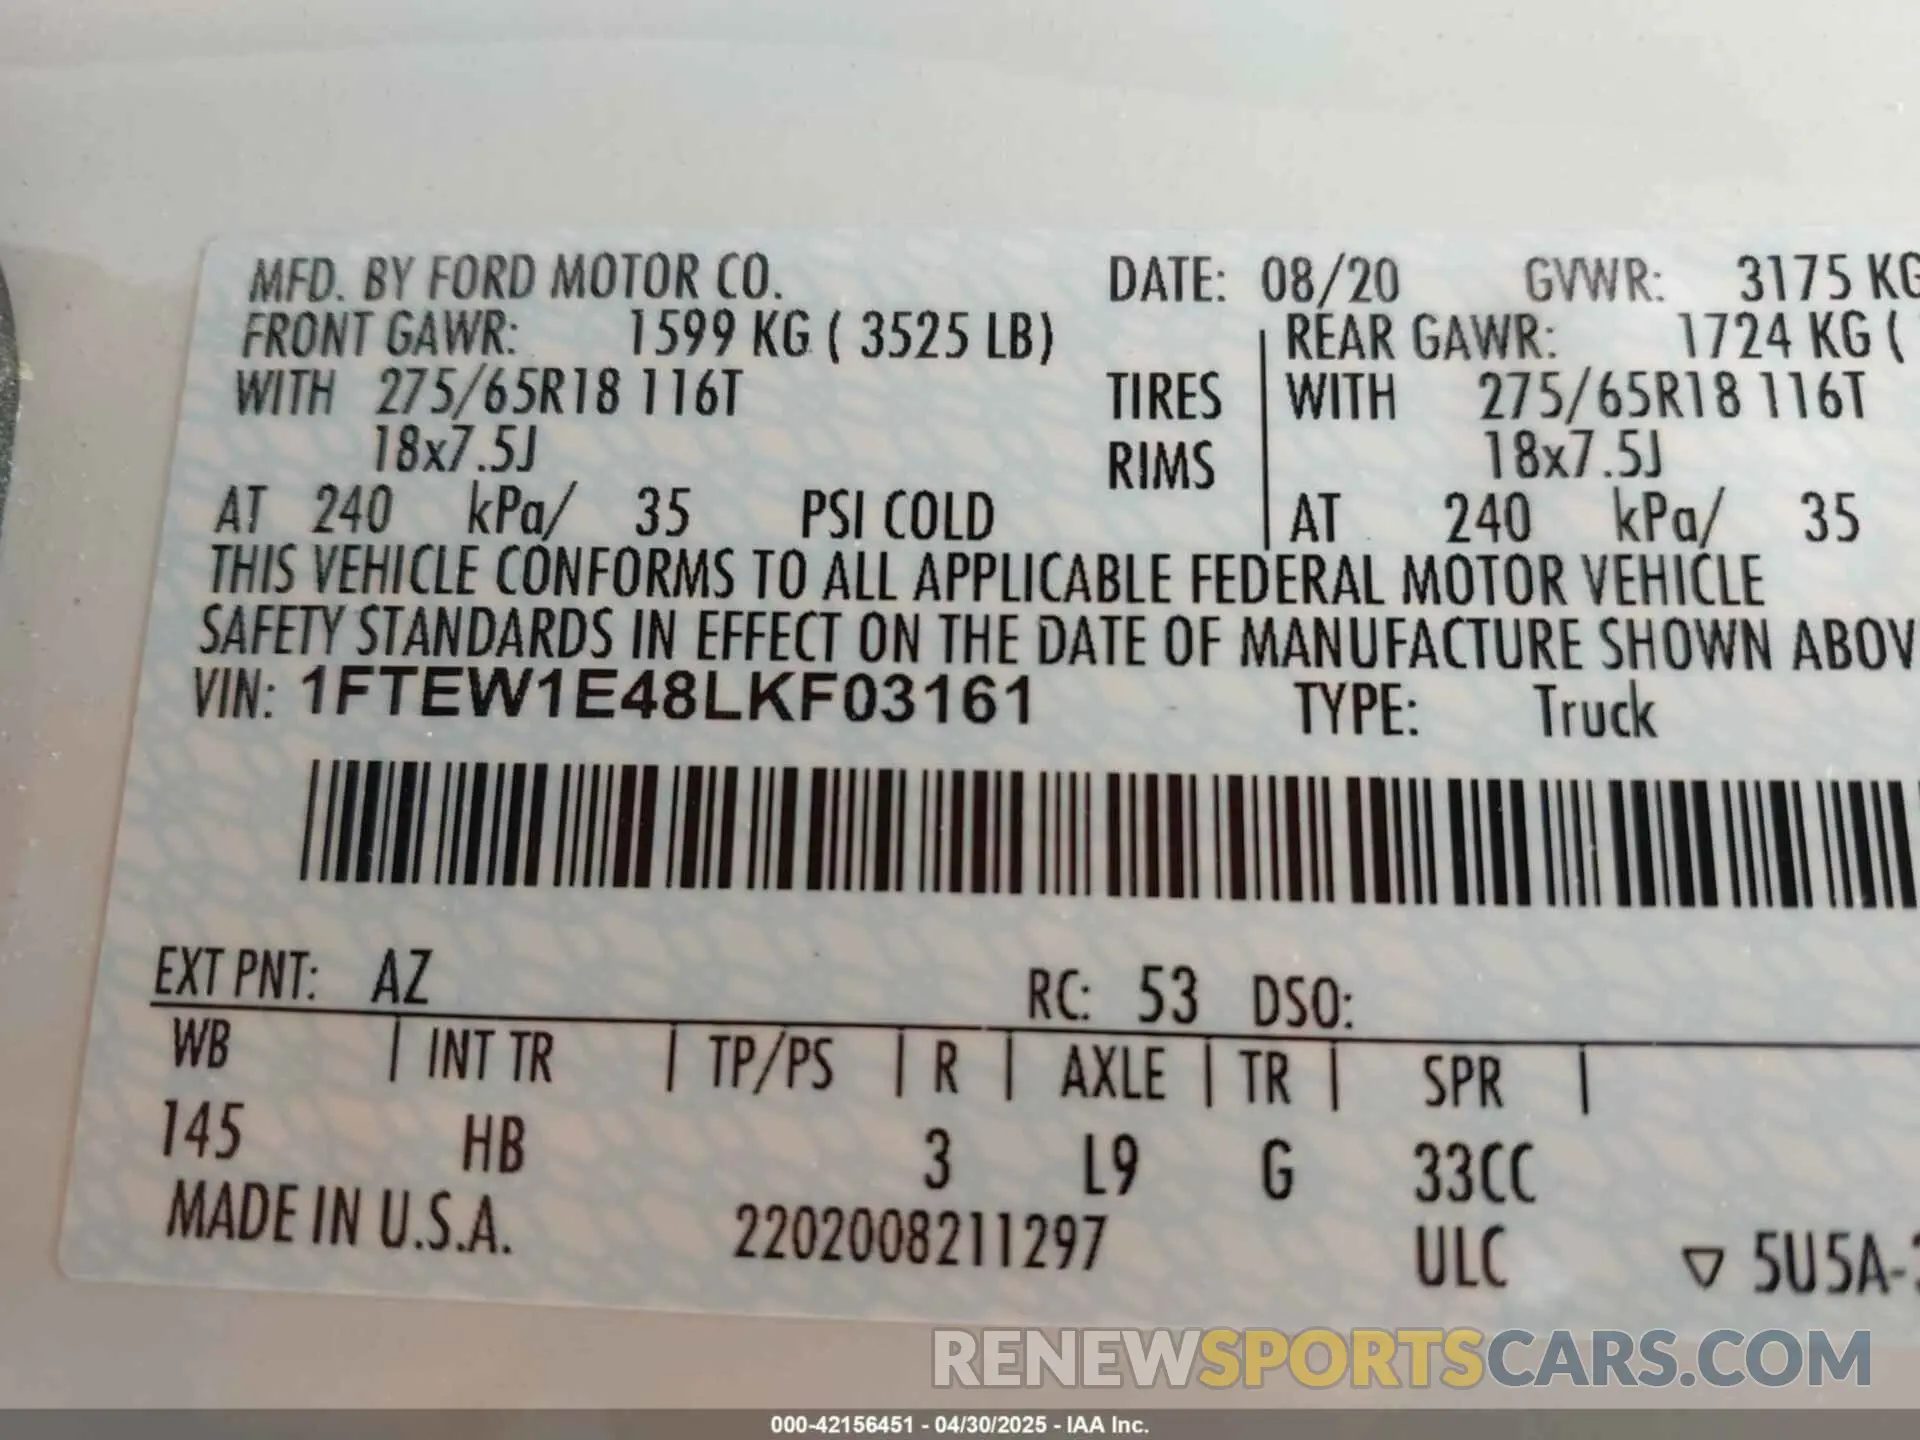 MFD. BY FORD MOTOR CO. DATE: 08/20 GVWR: 3175 KG
FRONT GAWR: 1599 KG ( 3525 LB) REAR GAWR: 1724 KG (
WITH 275/65R18 116T TIRES WITH 275/65R18 116T
18x7.5J RIMS 18x7.5J
AT 240 kPa/ 35 PSI COLD AT 240 kPa/ 35
THIS VEHICLE CONFORMS TO ALL APPLICABLE FEDERAL MOTOR VEHICLE
SAFETY STANDARDS IN EFFECT ON THE DATE OF MANUFACTURE SHOWN ABOV
VIN: 1FTEW1E48LKF03161 TYPE: Truck
EXT PNT: AZ RC: 53 DSO:
WB | INT TR | TP/PS | R | AXLE | TR | SPR |
145 HB 3 L9 G 33CC
MADE IN U.S.A. 2202008211297 ULC ▽ 5U5A-
RENEWSPORTSCARS.COM
000-42156451 - 04/30/2025 - IAA Inc.